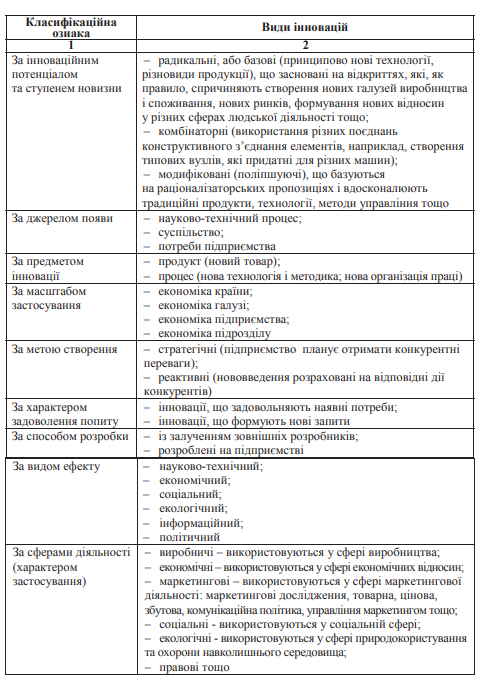 Класифікаційна
ознака
Види інновацій
1
2
За інноваційним
потенціалом
та ступенем новизни
– радикальні, або базові (принципово нові технології,
різновиди продукції), що засновані на відкриттях, які, як
правило, спричиняють створення нових галузей виробництва
і споживання, нових ринків, формування нових відносин
у різних сферах людської діяльності тощо;
– комбінаторні (використання різних поєднань
конструктивного з’єднання елементів, наприклад, створення
типових вузлів, які придатні для різних машин);
– модифіковані (поліпшуючі), що базуються
на раціоналізаторських пропозиціях і вдосконалюють
традиційні продукти, технології, методи управління тощо
За джерелом появи
– науково-технічний процес;
– суспільство;
– потреби підприємства
За предметом
інновації
– продукт (новий товар);
– процес (нова технологія і методика; нова організація праці)
За масштабом
застосування
– економіка країни;
– економіка галузі;
– економіка підприємства;
– економіка підрозділу
За метою створення
– стратегічні (підприємство планує отримати конкурентні
переваги);
– реактивні (нововведення розраховані на відповідні дії
конкурентів)
За характером
задоволення попиту
– інновації, що задовольняють наявні потреби;
– інновації, що формують нові запити
За способом розробки
– із залученням зовнішніх розробників;
– розроблені на підприємстві
За видом ефекту
– науково-технічний;
– економічний;
– соціальний;
– екологічний;
– інформаційний;
– політичний
За сферами діяльності
(характером
застосування)
– виробничі – використовуються у сфері виробництва;
– економічні – використовуються у сфері економічних відносин;
– маркетингові – використовуються у сфері маркетингової
діяльності: маркетингові дослідження, товарна, цінова,
збутова, комунікаційна політика, управління маркетингом тощо;
– соціальні - використовуються у соціальній сфері;
– екологічні - використовуються у сфері природокористування
та охорони навколишнього середовища;
– правові тощо